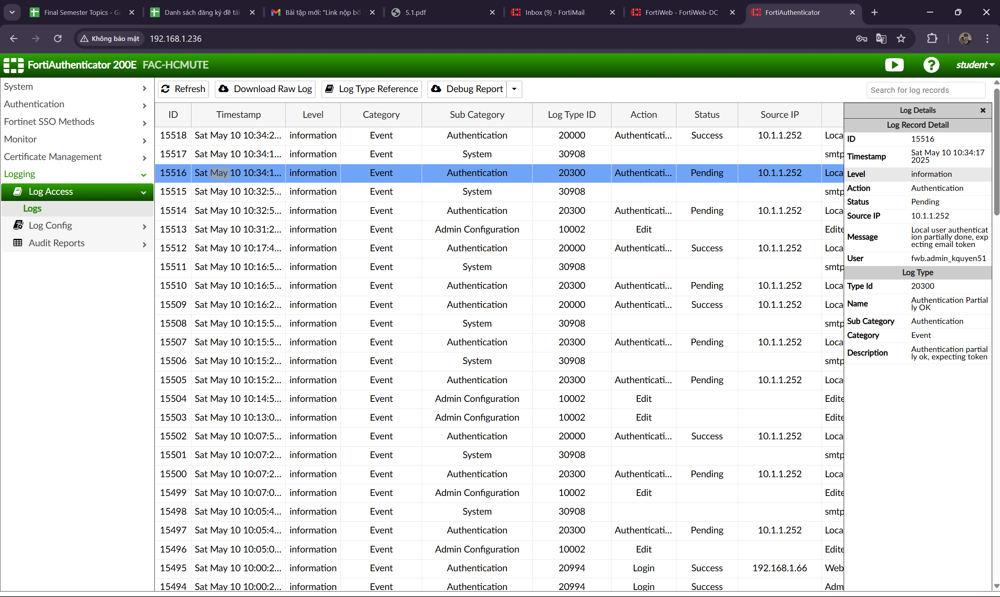 Final Semester Topics - Go
Danh sách đăng ký đề tài
Bài tập mới: "Link nộp bổ
5.1.pdf
Inbox (9) - FortiMail
FortiWeb - FortiWeb-DC
FortiAuthenticator
Không bảo mật
192.168.1.236
FortiAuthenticator 200E FAC-HCMUTE
student
System
Authentication
Fortinet SSO Methods
Monitor
Certificate Management
Logging
Log Access
Logs
Log Config
Audit Reports
Refresh
Download Raw Log
Log Type Reference
Debug Report
Search for log records
ID Timestamp Level Category Sub Category Log Type ID Action Status Source IP
15518 Sat May 10 10:34:2... information Event Authentication 20000 Authenticati... Success 10.1.1.252 Loca
15517 Sat May 10 10:34:1... information Event System 30908 smtp
15516 Sat May 10 10:34:1... information Event Authentication 20300 Authenticati... Pending 10.1.1.252 Loca
15515 Sat May 10 10:32:5... information Event System 30908 smtp
15514 Sat May 10 10:32:5... information Event Authentication 20300 Authenticati... Pending 10.1.1.252 Loca
15513 Sat May 10 10:31:2... information Event Admin Configuration 10002 Edit Edite
15512 Sat May 10 10:17:4... information Event Authentication 20000 Authenticati... Success 10.1.1.252 Loca
15511 Sat May 10 10:16:5... information Event System 30908 smtp
15510 Sat May 10 10:16:5... information Event Authentication 20300 Authenticati... Pending 10.1.1.252 Loca
15509 Sat May 10 10:16:2... information Event Authentication 20000 Authenticati... Success 10.1.1.252 Loca
15508 Sat May 10 10:15:5... information Event System 30908 smtp
15507 Sat May 10 10:15:5... information Event Authentication 20300 Authenticati... Pending 10.1.1.252 Loca
15506 Sat May 10 10:15:2... information Event System 30908 smtp
15505 Sat May 10 10:15:2... information Event Authentication 20300 Authenticati... Pending 10.1.1.252 Loca
15504 Sat May 10 10:14:5... information Event Admin Configuration 10002 Edit Edite
15503 Sat May 10 10:13:0... information Event Admin Configuration 10002 Edit Edite
15502 Sat May 10 10:07:5... information Event Authentication 20000 Authenticati... Success 10.1.1.252 Loca
15501 Sat May 10 10:07:2... information Event System 30908 smtp
15500 Sat May 10 10:07:2... information Event Authentication 20300 Authenticati... Pending 10.1.1.252 Loca
15499 Sat May 10 10:07:0... information Event Admin Configuration 10002 Edit Edite
15498 Sat May 10 10:05:4... information Event System 30908 smtp
15497 Sat May 10 10:05:4... information Event Authentication 20300 Authenticati... Pending 10.1.1.252 Loca
15496 Sat May 10 10:05:0... information Event Admin Configuration 10002 Edit Edite
15495 Sat May 10 10:00:2... information Event Authentication 20994 Login Success 192.168.1.66 Web
15494 Sat May 10 10:00:2... information Event Authentication 20994 Login Success Adm
Log Details
Log Record Detail
ID 15516
Timestamp Sat May 10 10:34:17
2025
Level information
Action Authentication
Status Pending
Source IP 10.1.1.252
Message Local user authenticat
ion partially done, exp
ecting email token
User fwb.admin_kquyen51
Log Type
Type Id 20300
Name Authentication Partial
ly OK
Sub Category Authentication
Category Event
Description Authentication partial
ly ok, expecting token